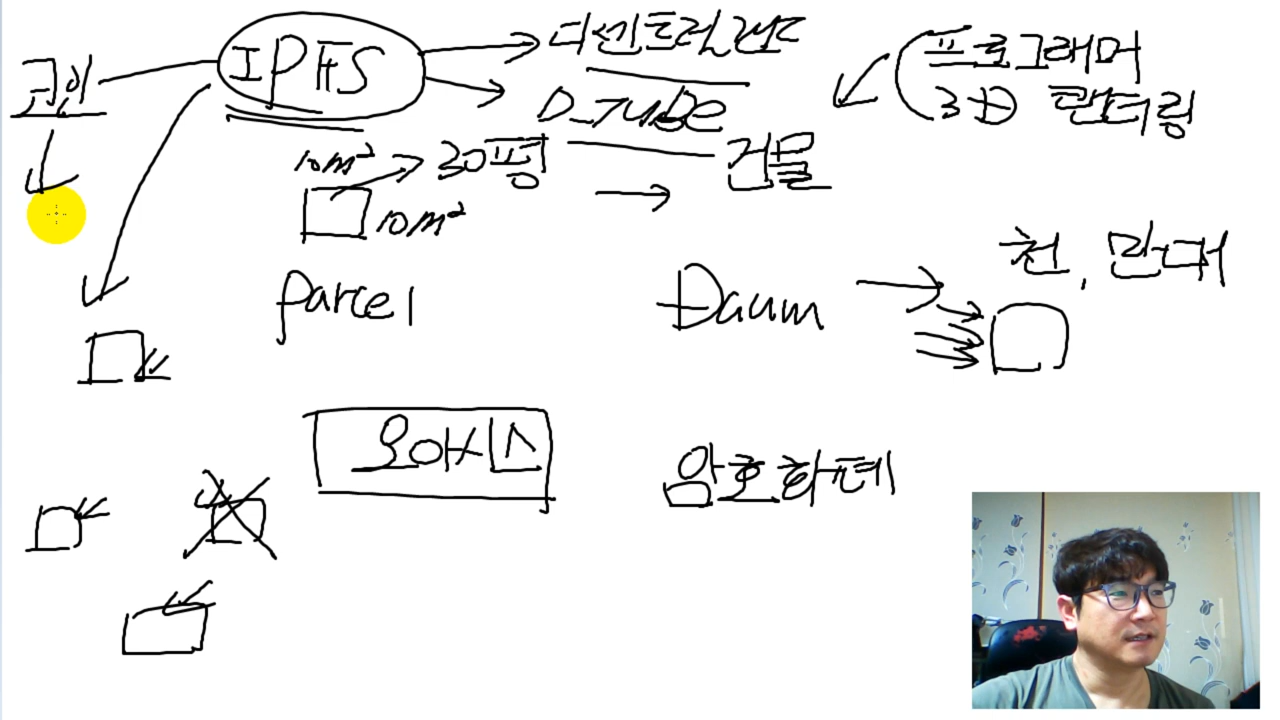 코인
IPFS
디센트럴랜드
D_TUBE
프로그래머
3D 랜더링
10m²
30평
건물
10m²
천, 만대
Parcel
Daum
오아시스
암호화폐